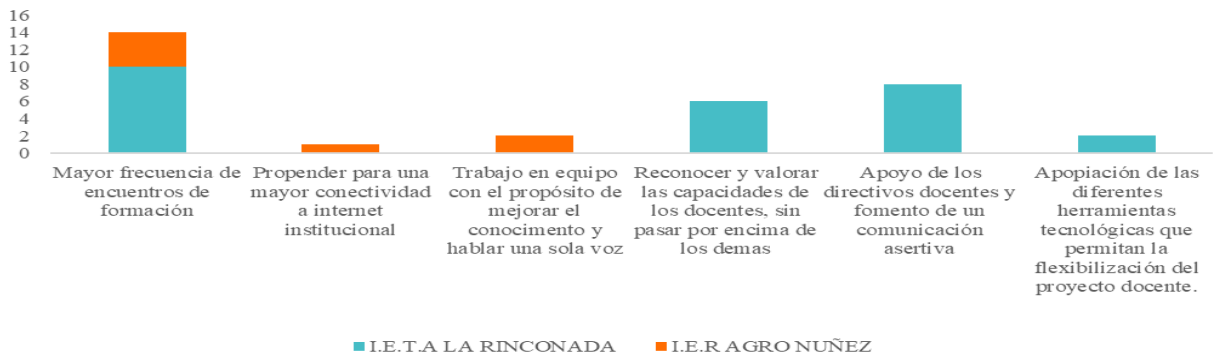 16
14
12
10
8
6
4
2
0
Mayor frecuencia de
encuentros de
formación
Propender para una
mayor conectividad
a internet
institucional
Trabajo en equipo
con el propósito de
mejorar el
conocimiento y
hablar una sola voz
Reconocer y valorar
las capacidades de
los docentes, sin
pasar por encima de
los demas
Apoyo de los
directivos docentes y
fomento de un
comunicación
asertiva
Apopiación de las
diferentes
herramientas
tecnológicas que
permitan la
flexibilización del
proyecto docente.
I.E.T.A LA RINCONADA
I.E.R AGRO NUÑEZ